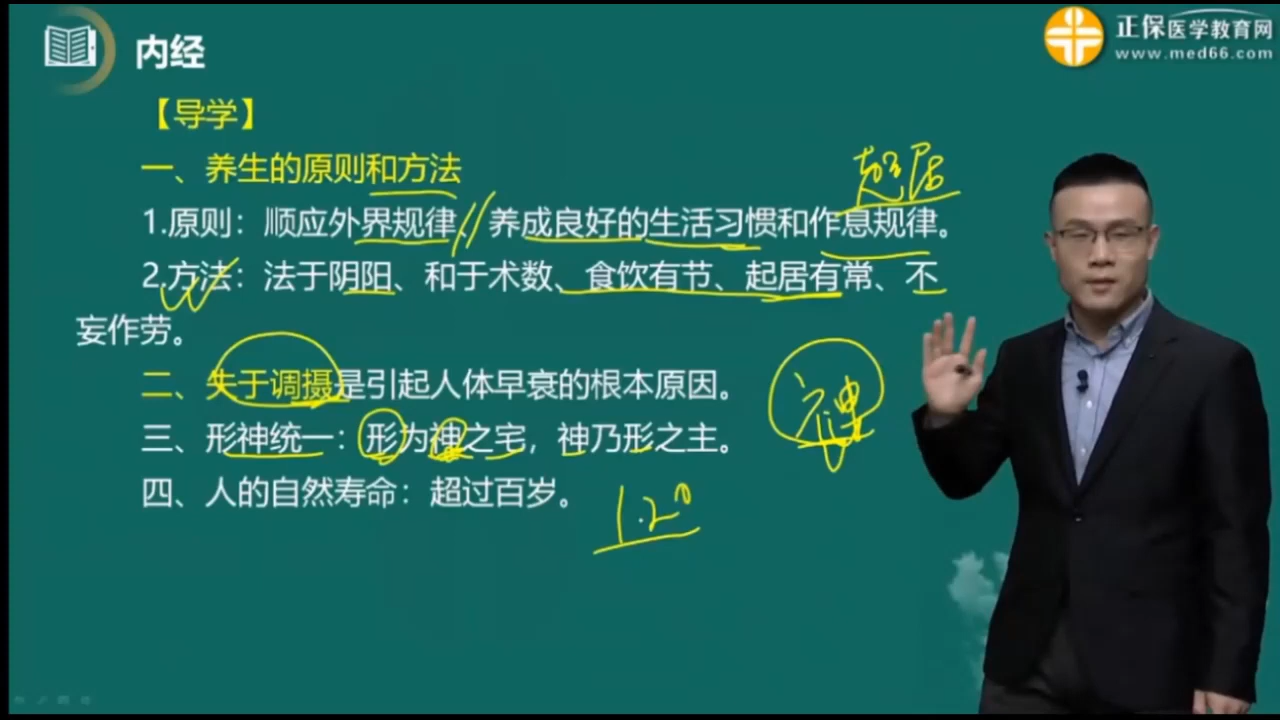 内经
正保医学教育网
www.med66.com
【导学】
一、养生的原则和方法
起居
1.原则：顺应外界规律 养成良好的生活习惯和作息规律。
2.方法：法于阴阳、和于术数、食饮有节、起居有常、不
妄作劳。
二、失于调摄是引起人体早衰的根本原因。
神
三、形神统一：形为神之宅，神乃形之主。
四、人的自然寿命：超过百岁。